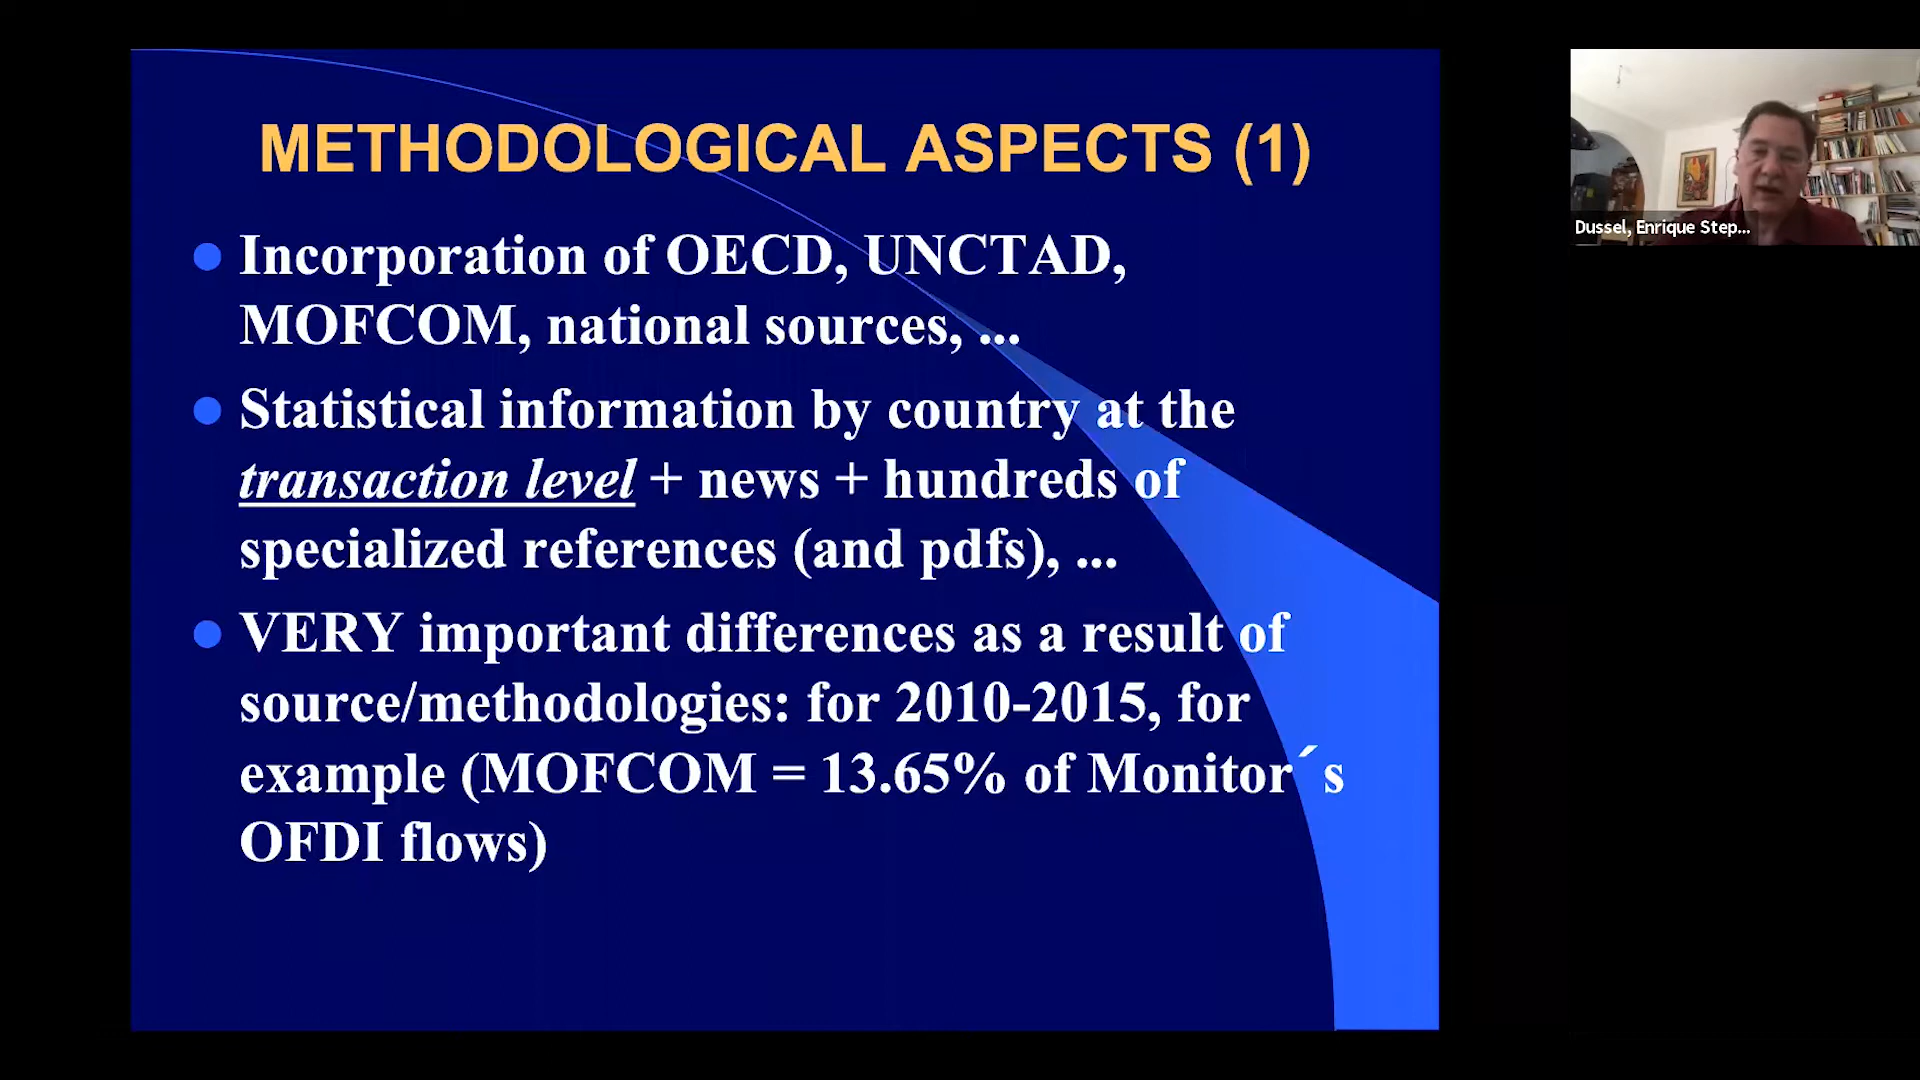 METHODOLOGICAL ASPECTS (1)
Incorporation of OECD, UNCTAD,
MOFCOM, national sources, ...
Statistical information by country at the
transaction level + news + hundreds of
specialized references (and pdfs), ...
VERY important differences as a result of
source/methodologies: for 2010-2015, for
example (MOFCOM = 13.65% of Monitor´s
OFDI flows)
Dussel, Enrique Step...